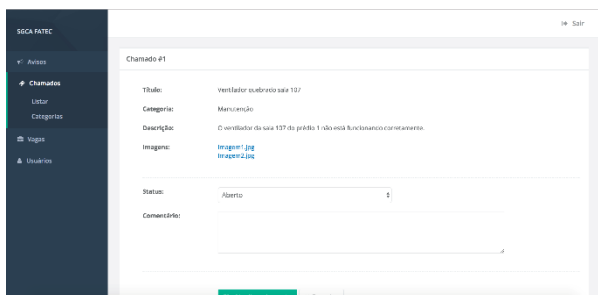 SGCA FATEC
Sair
Avisos
Chamados
Listar
Categorias
Vagas
Usuários
Chamado #1
Título: Ventilador quebrado sala 107
Categoria: Manutenção
Descrição: O ventilador da sala 107 do prédio 1 não está funcionando corretamente.
Imagens: Imagem1.jpg
Imagem2.jpg
Status: Aberto
Comentário: